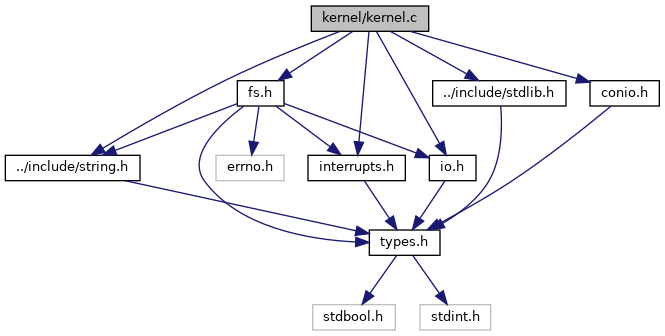 kernel/kernel.c
fs.h
../include/stdlib.h
conio.h
../include/string.h
errno.h
interrupts.h
io.h
types.h
stdbool.h
stdint.h